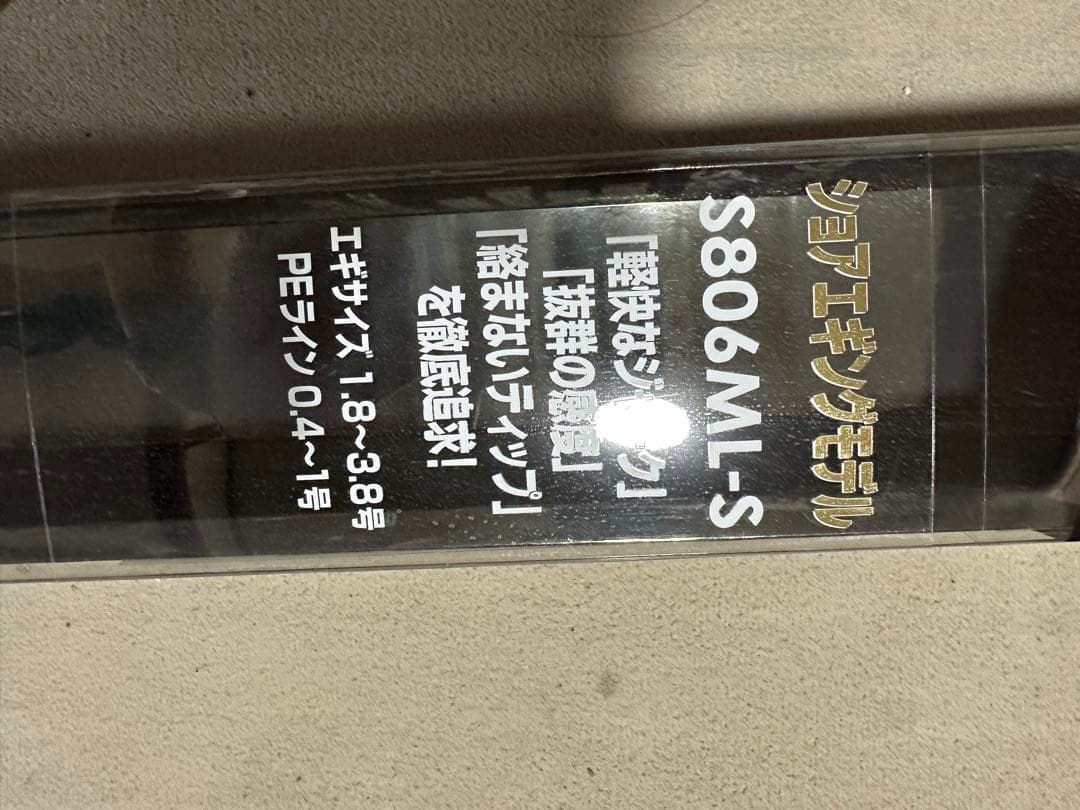 ショアエギングモデル
S806ML-S
「軽快なジャーク」
「抜群の感度」
「絡まないティップ」
を徹底追求!
エギサイズ 1.8〜3.8号
PEライン 0.4〜1号